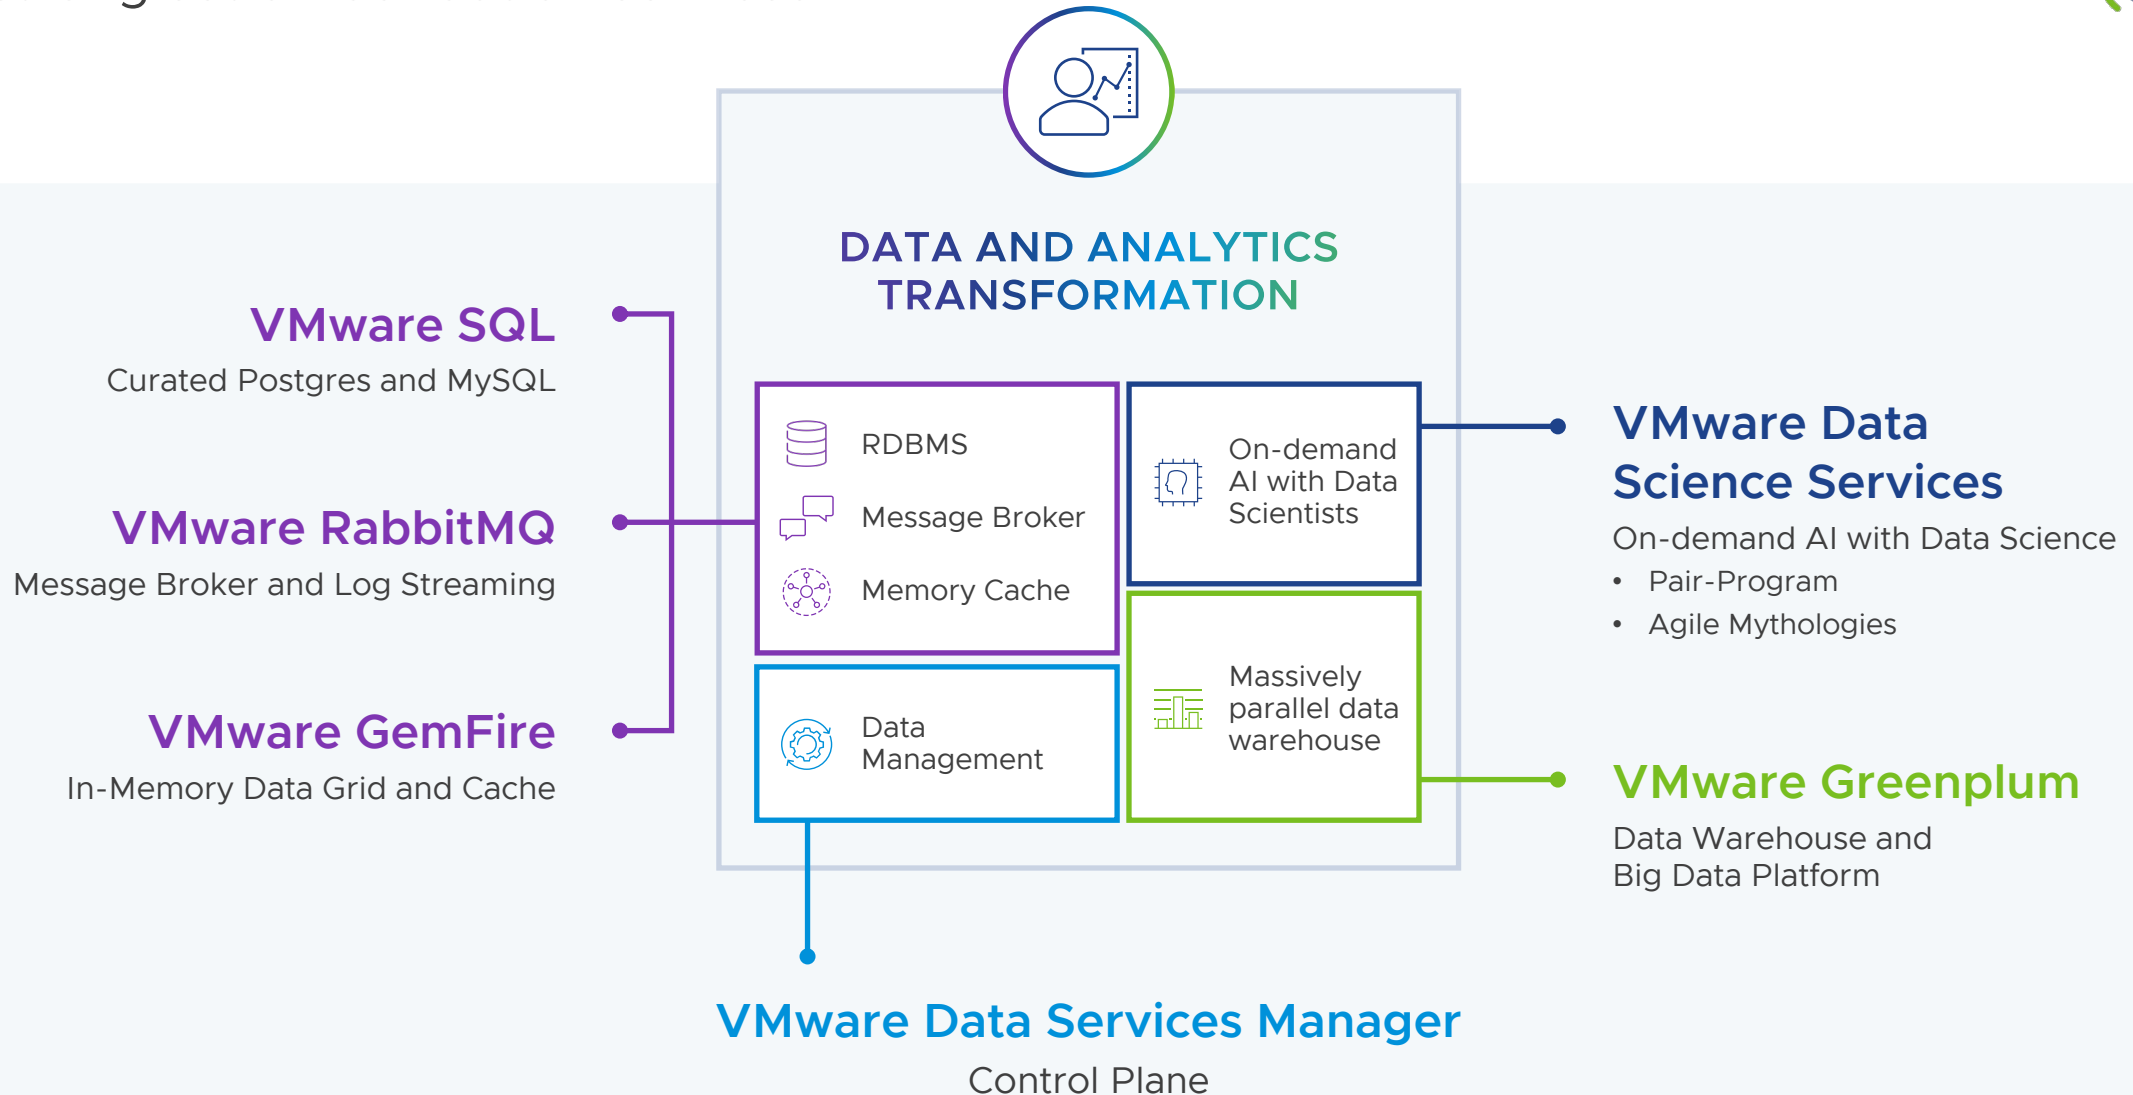 DATA AND ANALYTICS
TRANSFORMATION
VMware SQL
Curated Postgres and MySQL
VMware RabbitMQ
Message Broker and Log Streaming
VMware GemFire
In-Memory Data Grid and Cache
RDBMS
Message Broker
Memory Cache
Data
Management
On-demand
AI with Data
Scientists
Massively
parallel data
warehouse
VMware Data
Science Services
On-demand AI with Data Science
• Pair-Program
• Agile Mythologies
VMware Greenplum
Data Warehouse and
Big Data Platform
VMware Data Services Manager
Control Plane